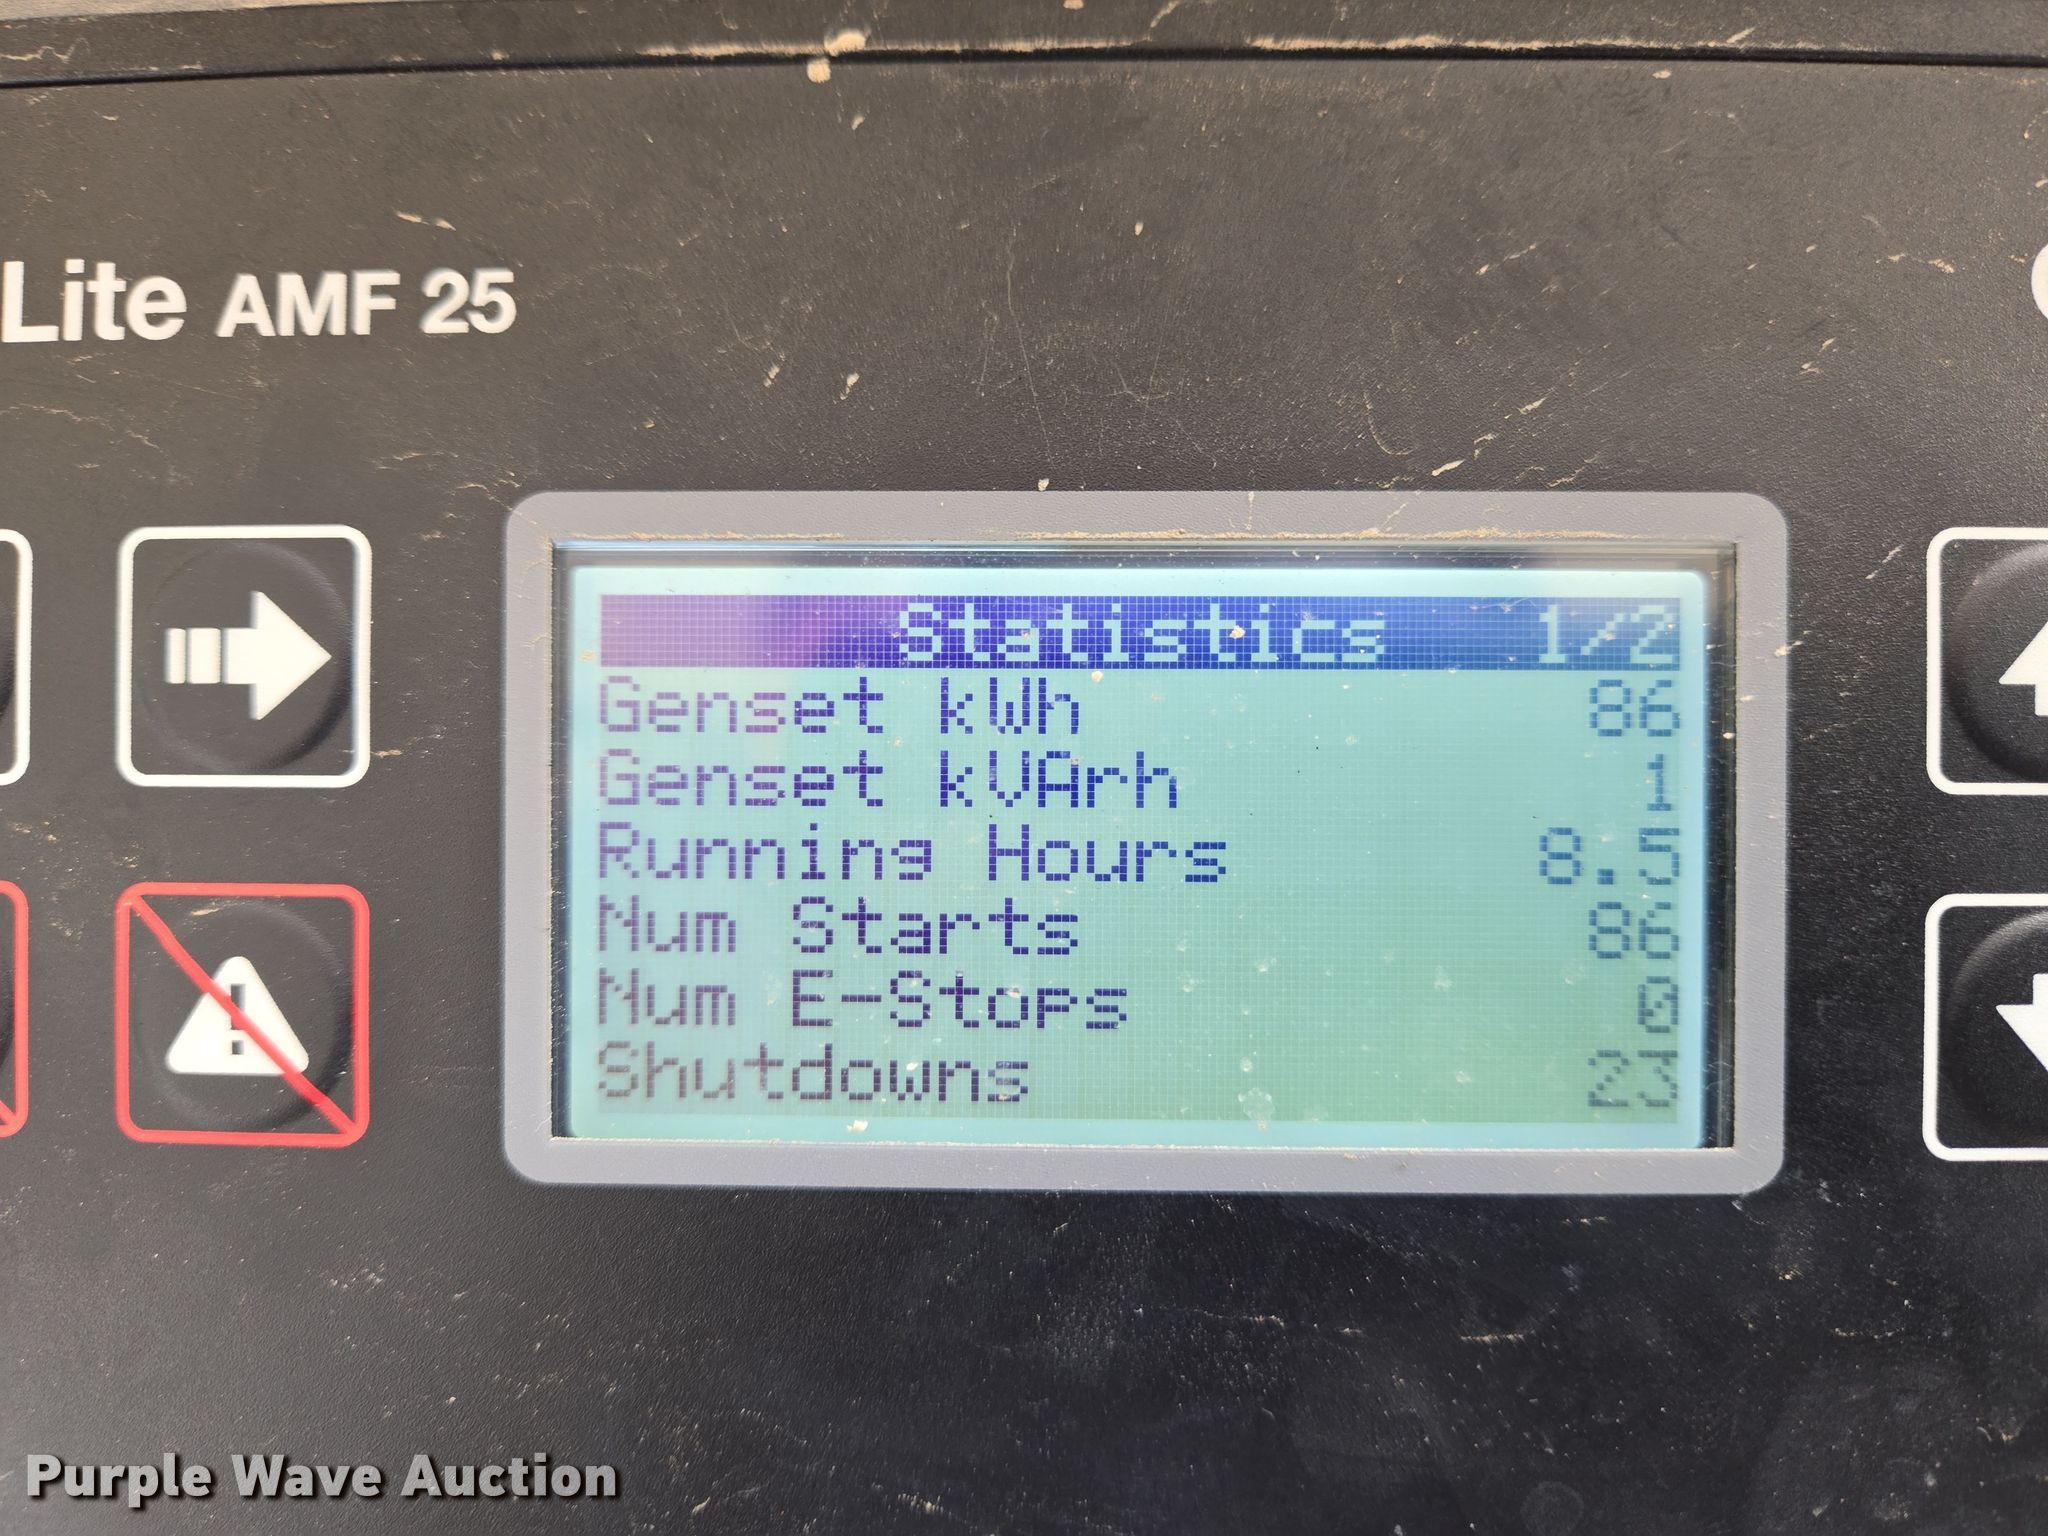 Lite AMF 25
Statistics 1/2
Genset kWh 86
Genset kVArh 1
Running Hours 8.5
Num Starts 86
Num E-Stops 0
Shutdowns 23
Purple Wave Auction